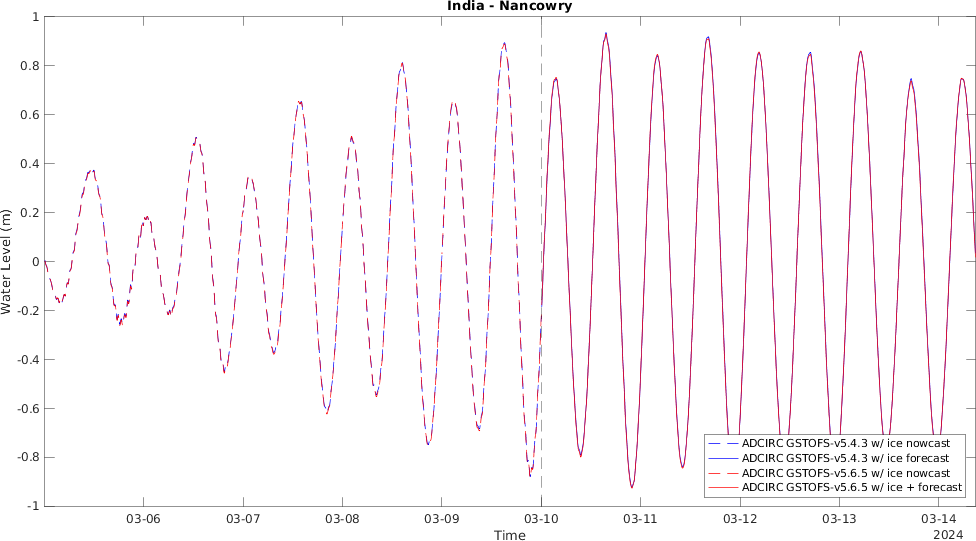 India - Nancowry
1
0.8
0.6
0.4
0.2
0
-0.2
-0.4
-0.6
-0.8
-1
Water Level (m)
ADCIRC GSTOFS-v5.4.3 w/ ice nowcast
ADCIRC GSTOFS-v5.4.3 w/ ice forecast
ADCIRC GSTOFS-v5.6.5 w/ ice nowcast
ADCIRC GSTOFS-v5.6.5 w/ ice + forecast
03-06 03-07 03-08 03-09 03-10 03-11 03-12 03-13 03-14
Time
2024